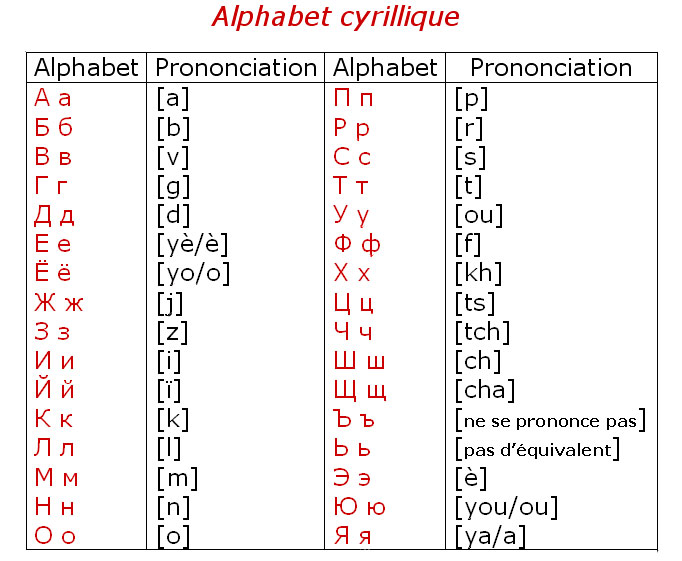 Alphabet cyrillique
Alphabet Prononciation Alphabet Prononciation
А а [a] П п [p]
Б б [b] Р р [r]
В в [v] С с [s]
Г г [g] Т т [t]
Д д [d] У у [ou]
Е е [yè/è] Ф ф [f]
Ё ё [yo/o] Х х [kh]
Ж ж [j] Ц ц [ts]
З з [z] Ч ч [tch]
И и [i] Ш ш [ch]
Й й [ï] Щ щ [cha]
К к [k] Ъ ъ [ne se prononce pas]
Л л [l] Ь ь [pas d'équivalent]
М м [m] Э э [è]
Н н [n] Ю ю [you/ou]
О о [o] Я я [ya/a]